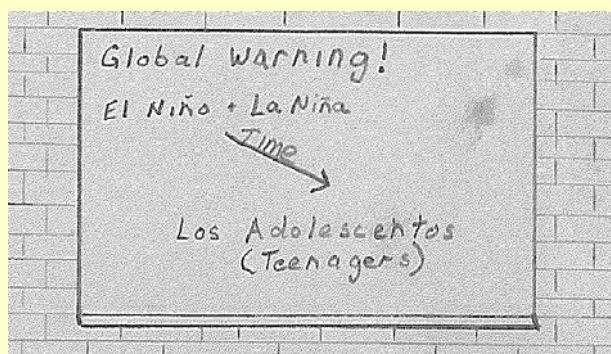 Global Warning!
El Niño + La Niña
Time
Los Adolescentos
(Teenagers)